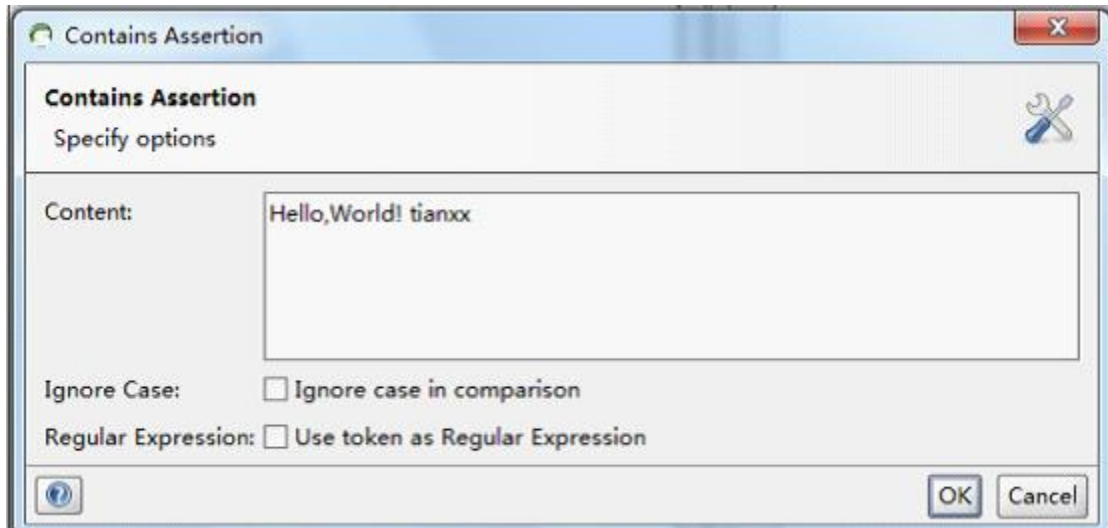 Contains Assertion
Contains Assertion
Specify options
Content:
Hello,World! tianxx
Ignore Case: Ignore case in comparison
Regular Expression: Use token as Regular Expression
?
OK Cancel